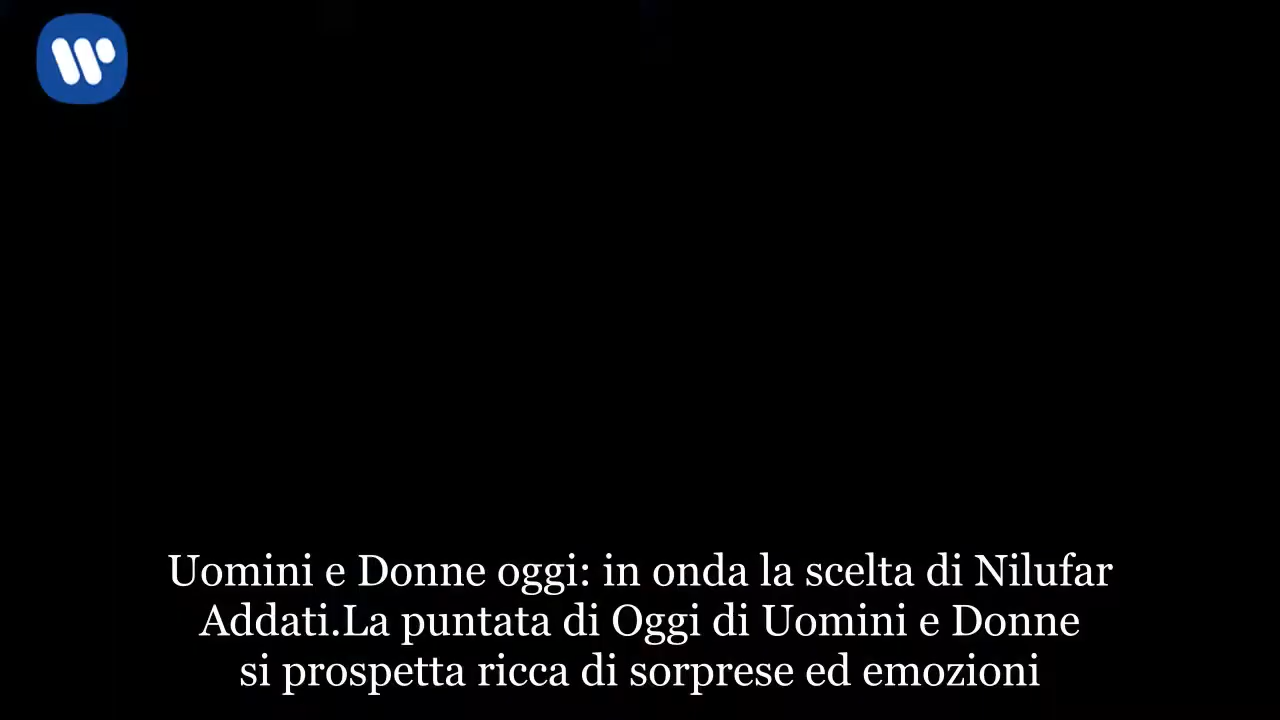 Uomini e Donne oggi: in onda la scelta di Nilufar
Addati.La puntata di Oggi di Uomini e Donne
si prospetta ricca di sorprese ed emozioni